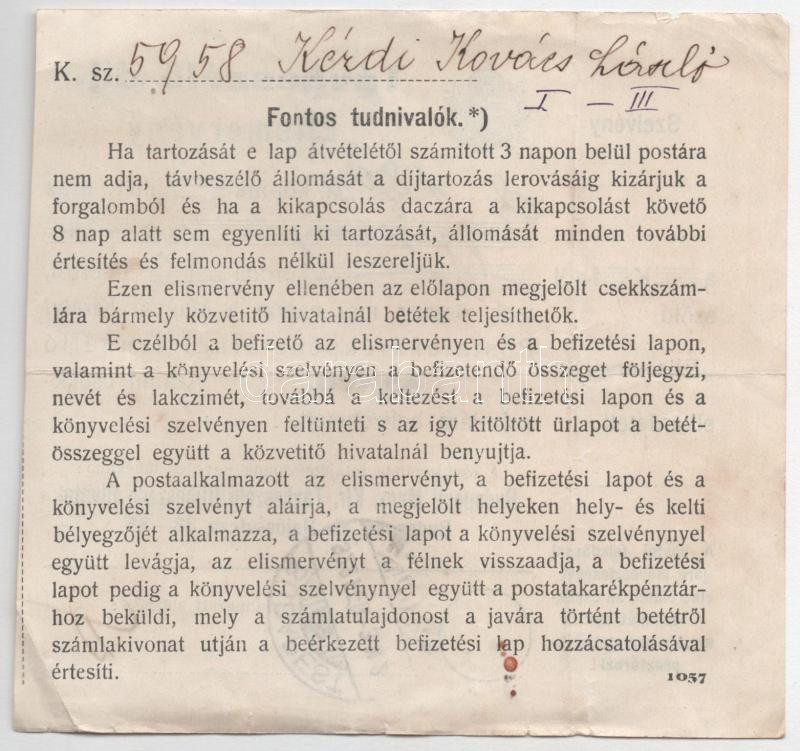 K. sz. 5958 Kérdi Kovács László
I – III
Fontos tudnivalók.*)
Ha tartozását e lap átvételétől számitott 3 napon belül postára
nem adja, távbeszélő állomását a díjtartozás lerovásáig kizárjuk a
forgalomból és ha a kikapcsolás daczára a kikapcsolást követő
8 nap alatt sem egyenlíti ki tartozását, állomását minden további
értesítés és felmondás nélkül leszereljük.
Ezen elismervény ellenében az előlapon megjelölt csekkszám-
lára bármely közvetitő hivatalnál betétek teljesíthetők.
E czélból a befizető az elismervényen és a befizetési lapon,
valamint a könyvelési szelvényen a befizetendő összeget följegyzi,
nevét és lakczimét, továbbá a keltezést a befizetési lapon és a
könyvelési szelvényen feltünteti s az igy kitöltött ürlapot a betét-
összeggel együtt a közvetitő hivatalnál benyujtja.
A postaalkalmazott az elismervényt, a befizetési lapot és a
könyvelési szelvényt aláirja, a megjelölt helyeken hely- és kelti
bélyegzőjét alkalmazza, a befizetési lapot a könyvelési szelvénynyel
együtt levágja, az elismervényt a félnek visszaadja, a befizetési
lapot pedig a könyvelési szelvénynyel együtt a postatakarékpénztár-
hoz beküldi, mely a számlatulajdonost a javára történt betétről
számlakivonat utján a beérkezett befizetési lap hozzácsatolásával
értesíti.
1057
darabanth